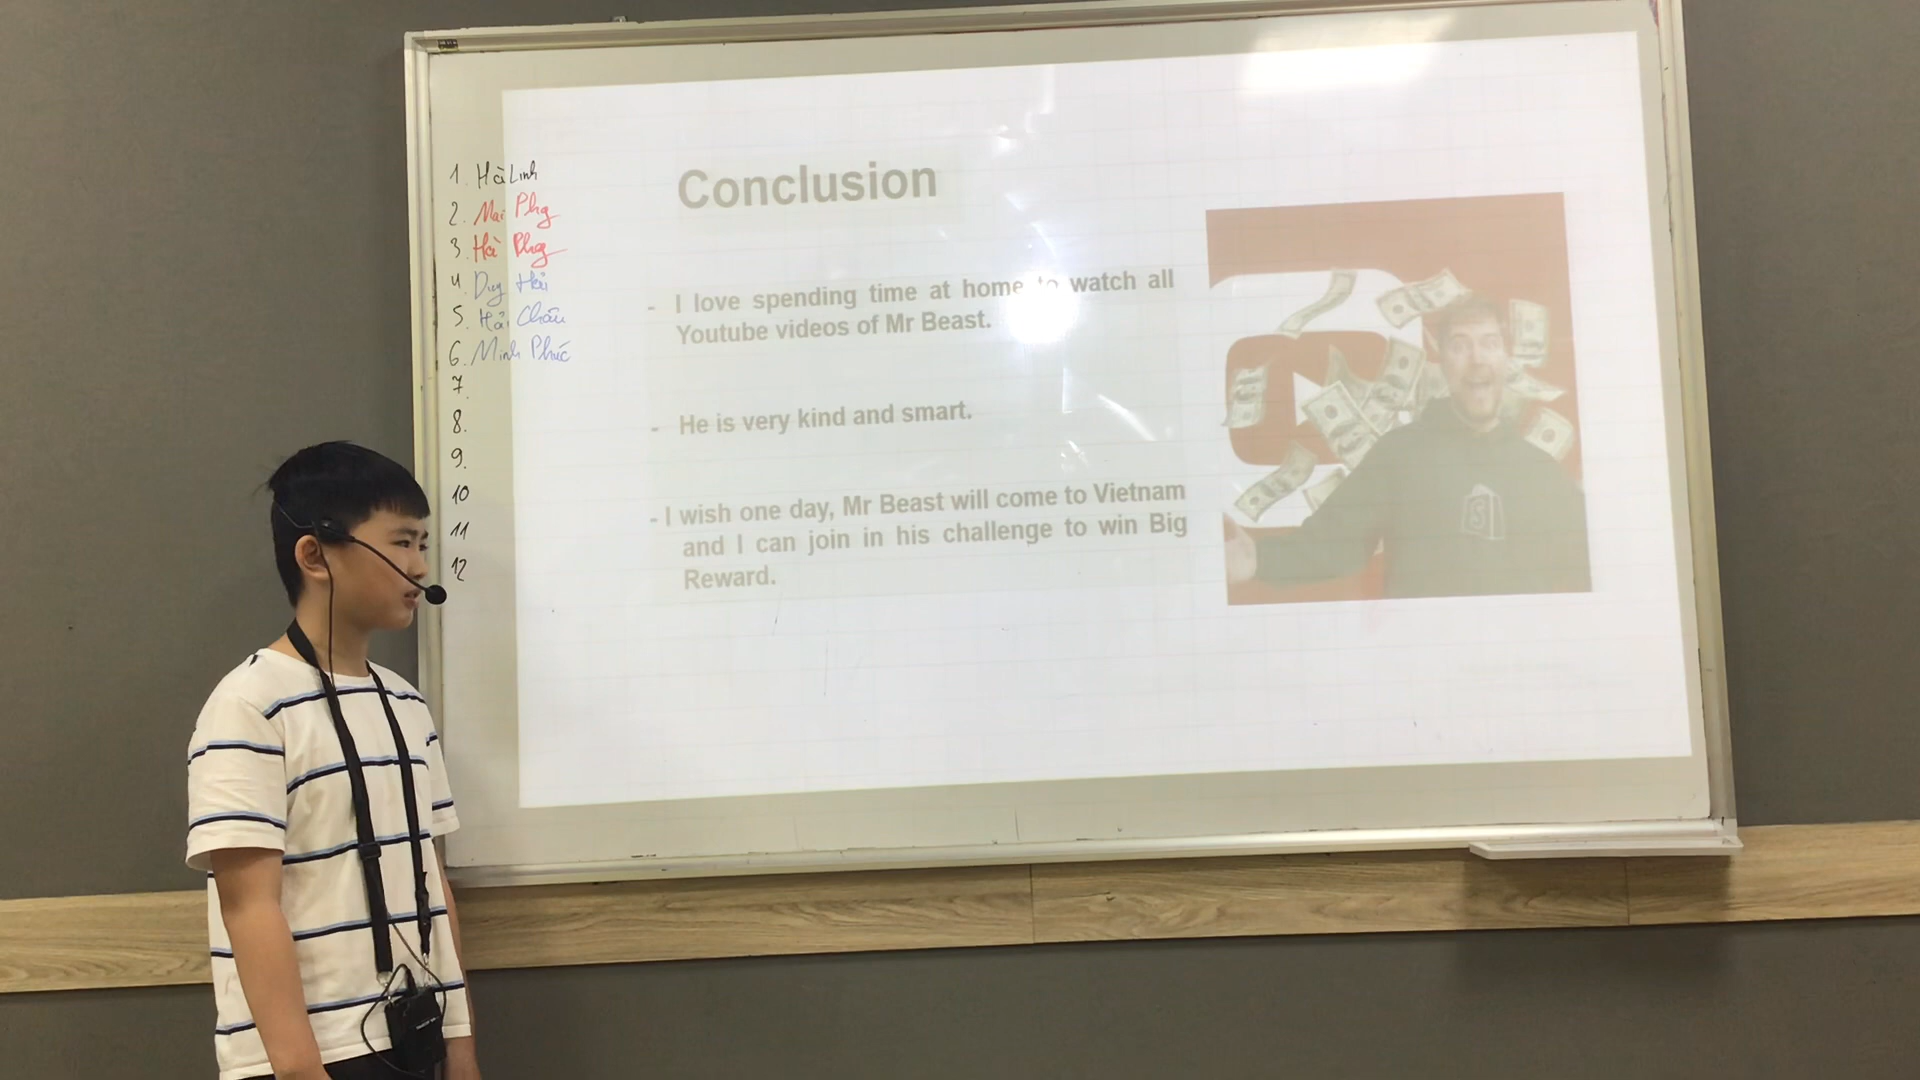 1. Hà Linh
2. Mai Phg
3. Hà Phg
4. Duy Hải
5. Hải Châu
6. Minh Phúc
7.
8.
9.
10
11
12
Conclusion
- I love spending time at home to watch all
Youtube videos of Mr Beast.
- He is very kind and smart.
- I wish one day, Mr Beast will come to Vietnam
and I can join in his challenge to win Big
Reward.
S